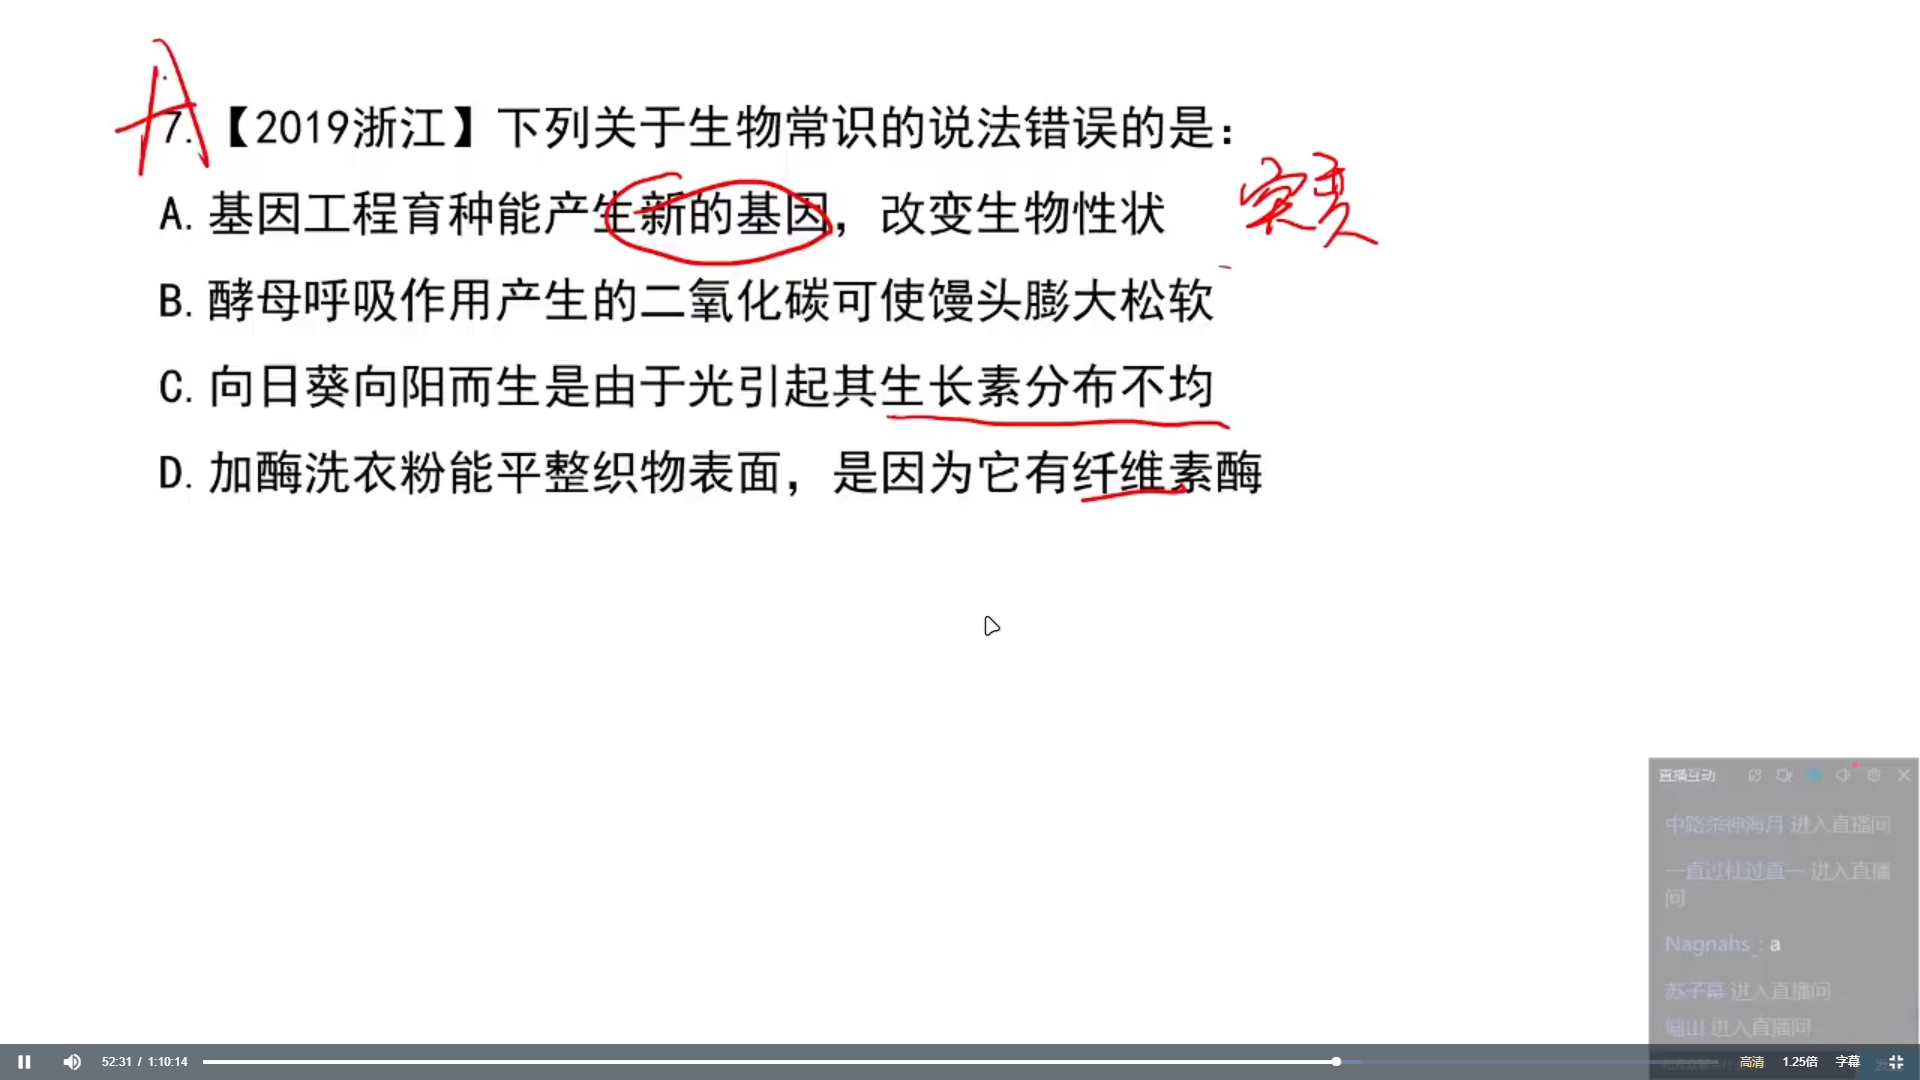 A
7.【2019浙江】下列关于生物常识的说法错误的是：
A. 基因工程育种能产生新的基因，改变生物性状
突变
B. 酵母呼吸作用产生的二氧化碳可使馒头膨大松软
C. 向日葵向阳而生是由于光引起其生长素分布不均
D. 加酶洗衣粉能平整织物表面，是因为它有纤维素酶
直播互动
中路杀神海月 进入直播间
一直过杜过直一 进入直播
间
Nagnahs_: a
苏子幕 进入直播间
进入直播间
52:31 / 1:10:14
高清 1.25倍 字幕